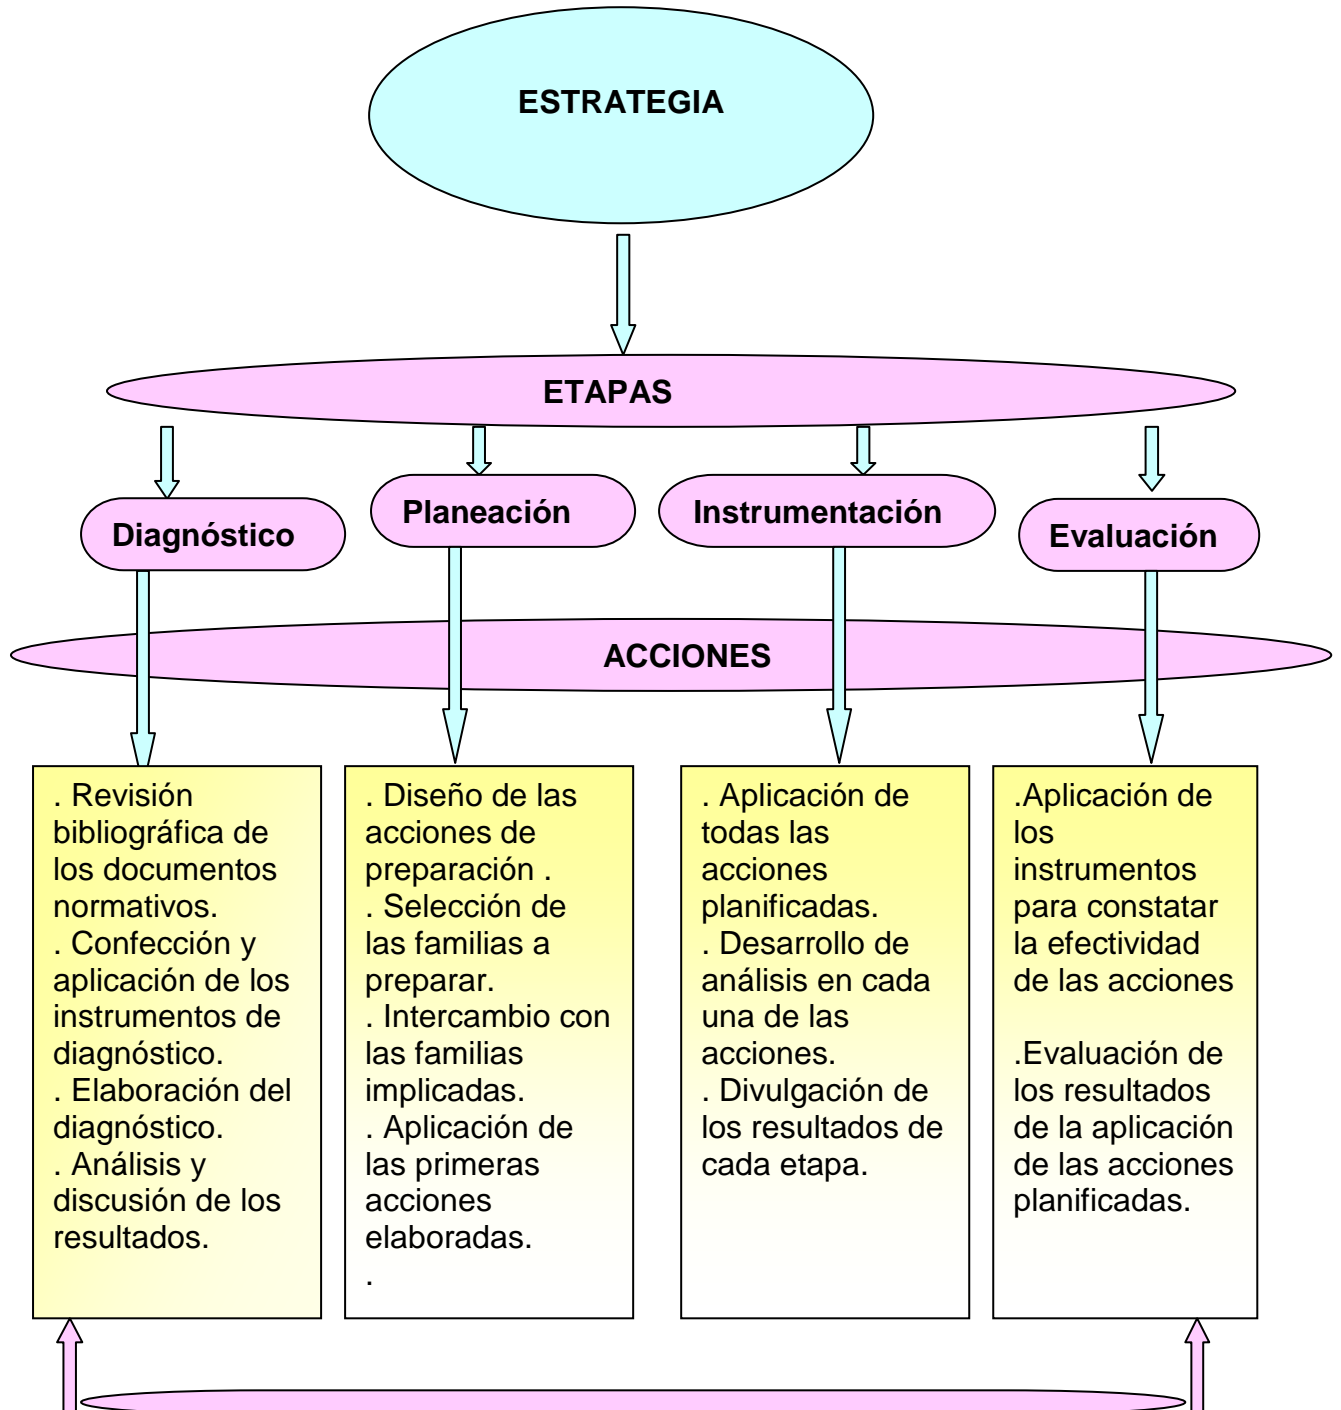 ESTRATEGIA
ETAPAS
Diagnóstico
Planeación
Instrumentación
Evaluación
ACCIONES
. Revisión
bibliográfica de
los documentos
normativos.
. Confección y
aplicación de los
instrumentos de
diagnóstico.
. Elaboración del
diagnóstico.
. Análisis y
discusión de los
resultados.
. Diseño de las
acciones de
preparación .
. Selección de
las familias a
preparar.
. Intercambio con
las familias
implicadas.
. Aplicación de
las primeras
acciones
elaboradas.
.
. Aplicación de
todas las
acciones
planificadas.
. Desarrollo de
análisis en cada
una de las
acciones.
. Divulgación de
los resultados de
cada etapa.
.Aplicación de
los
instrumentos
para constatar
la efectividad
de las acciones
.Evaluación de
los resultados
de la aplicación
de las acciones
planificadas.